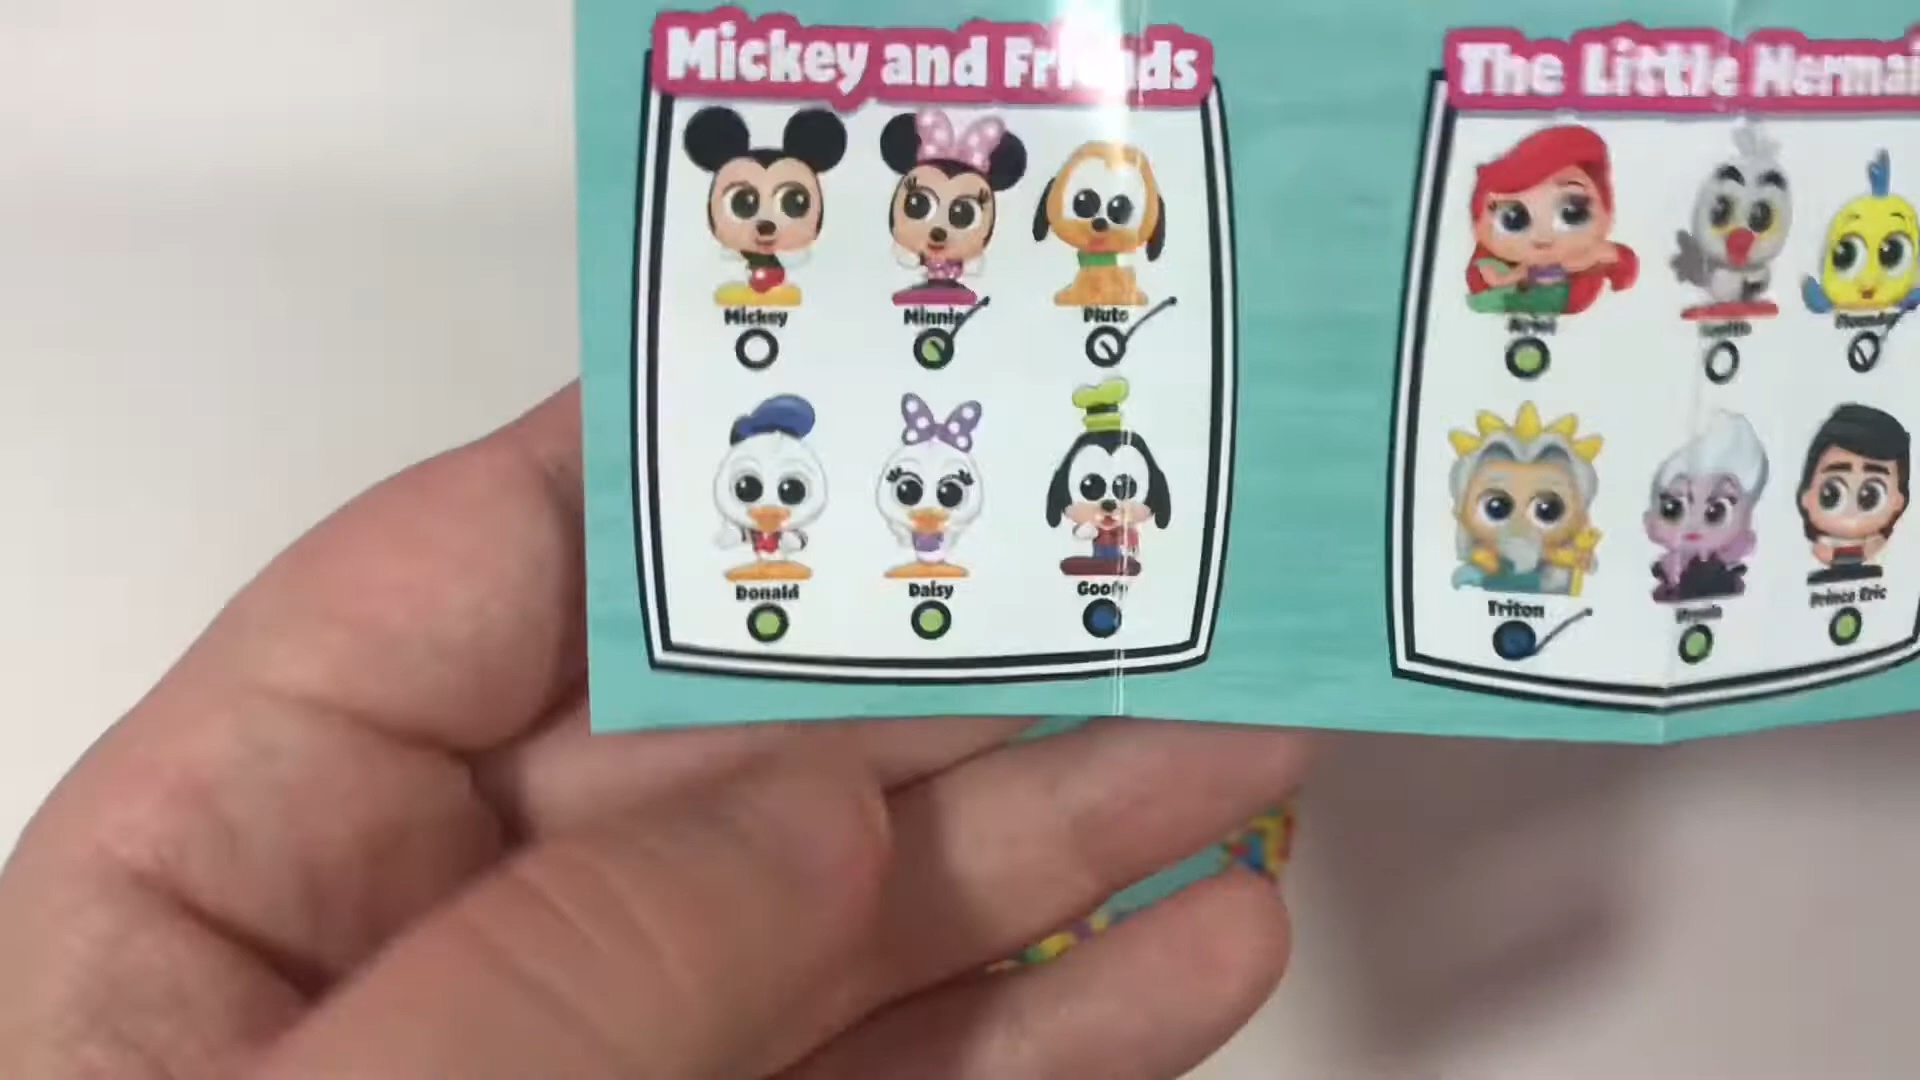 Mickey and Friends
Mickey Minnie Pluto
Donald Daisy Goofy
The Little Mermai
Ariel
Triton Prince Eric